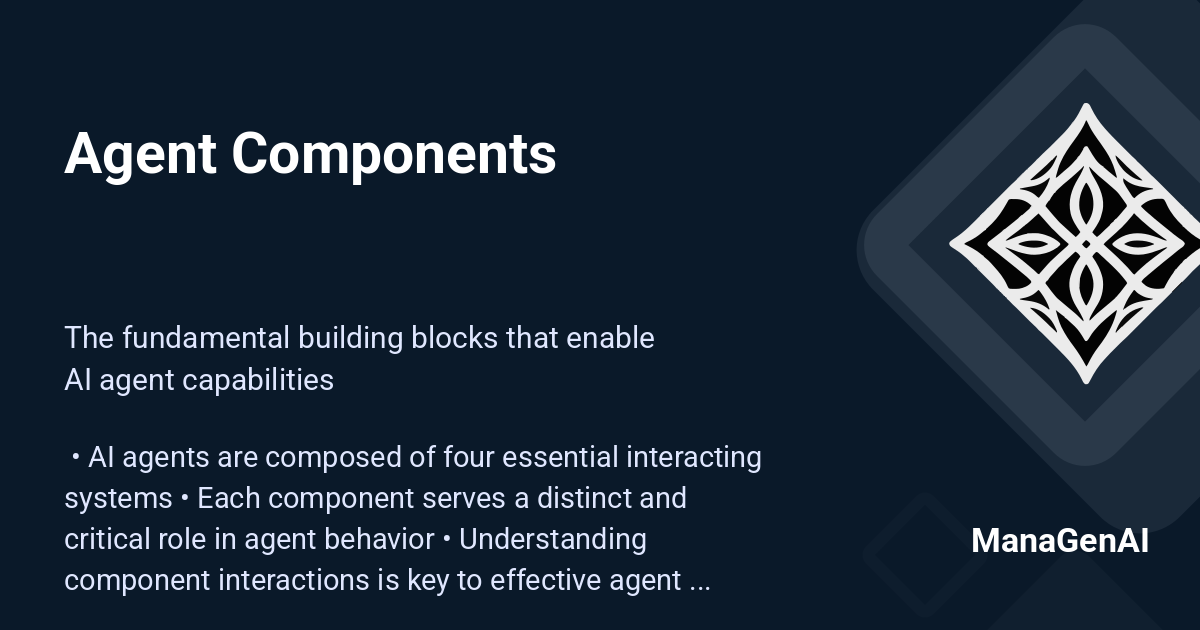 Agent Components
The fundamental building blocks that enable
AI agent capabilities
• AI agents are composed of four essential interacting
systems • Each component serves a distinct and
critical role in agent behavior • Understanding
component interactions is key to effective agent ...
ManaGenAI